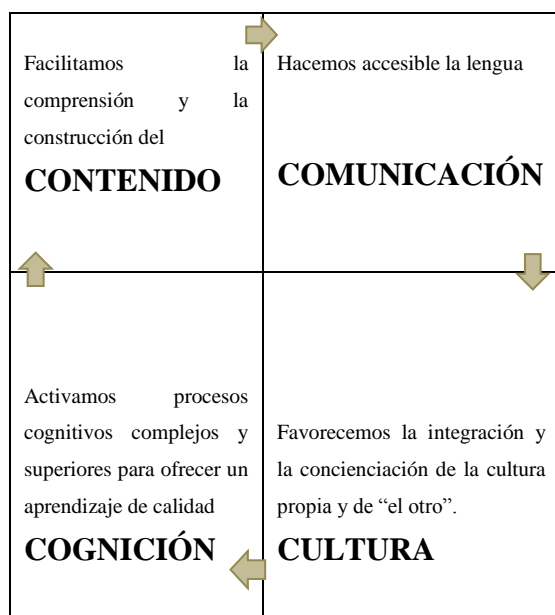 Facilitamos la
comprensión y la
construcción del
CONTENIDO
Hacemos accesible la lengua
COMUNICACIÓN
Activamos procesos
cognitivos complejos y
superiores para ofrecer un
aprendizaje de calidad
COGNICIÓN
Favorecemos la integración y
la concienciación de la cultura
propia y de “el otro”.
CULTURA